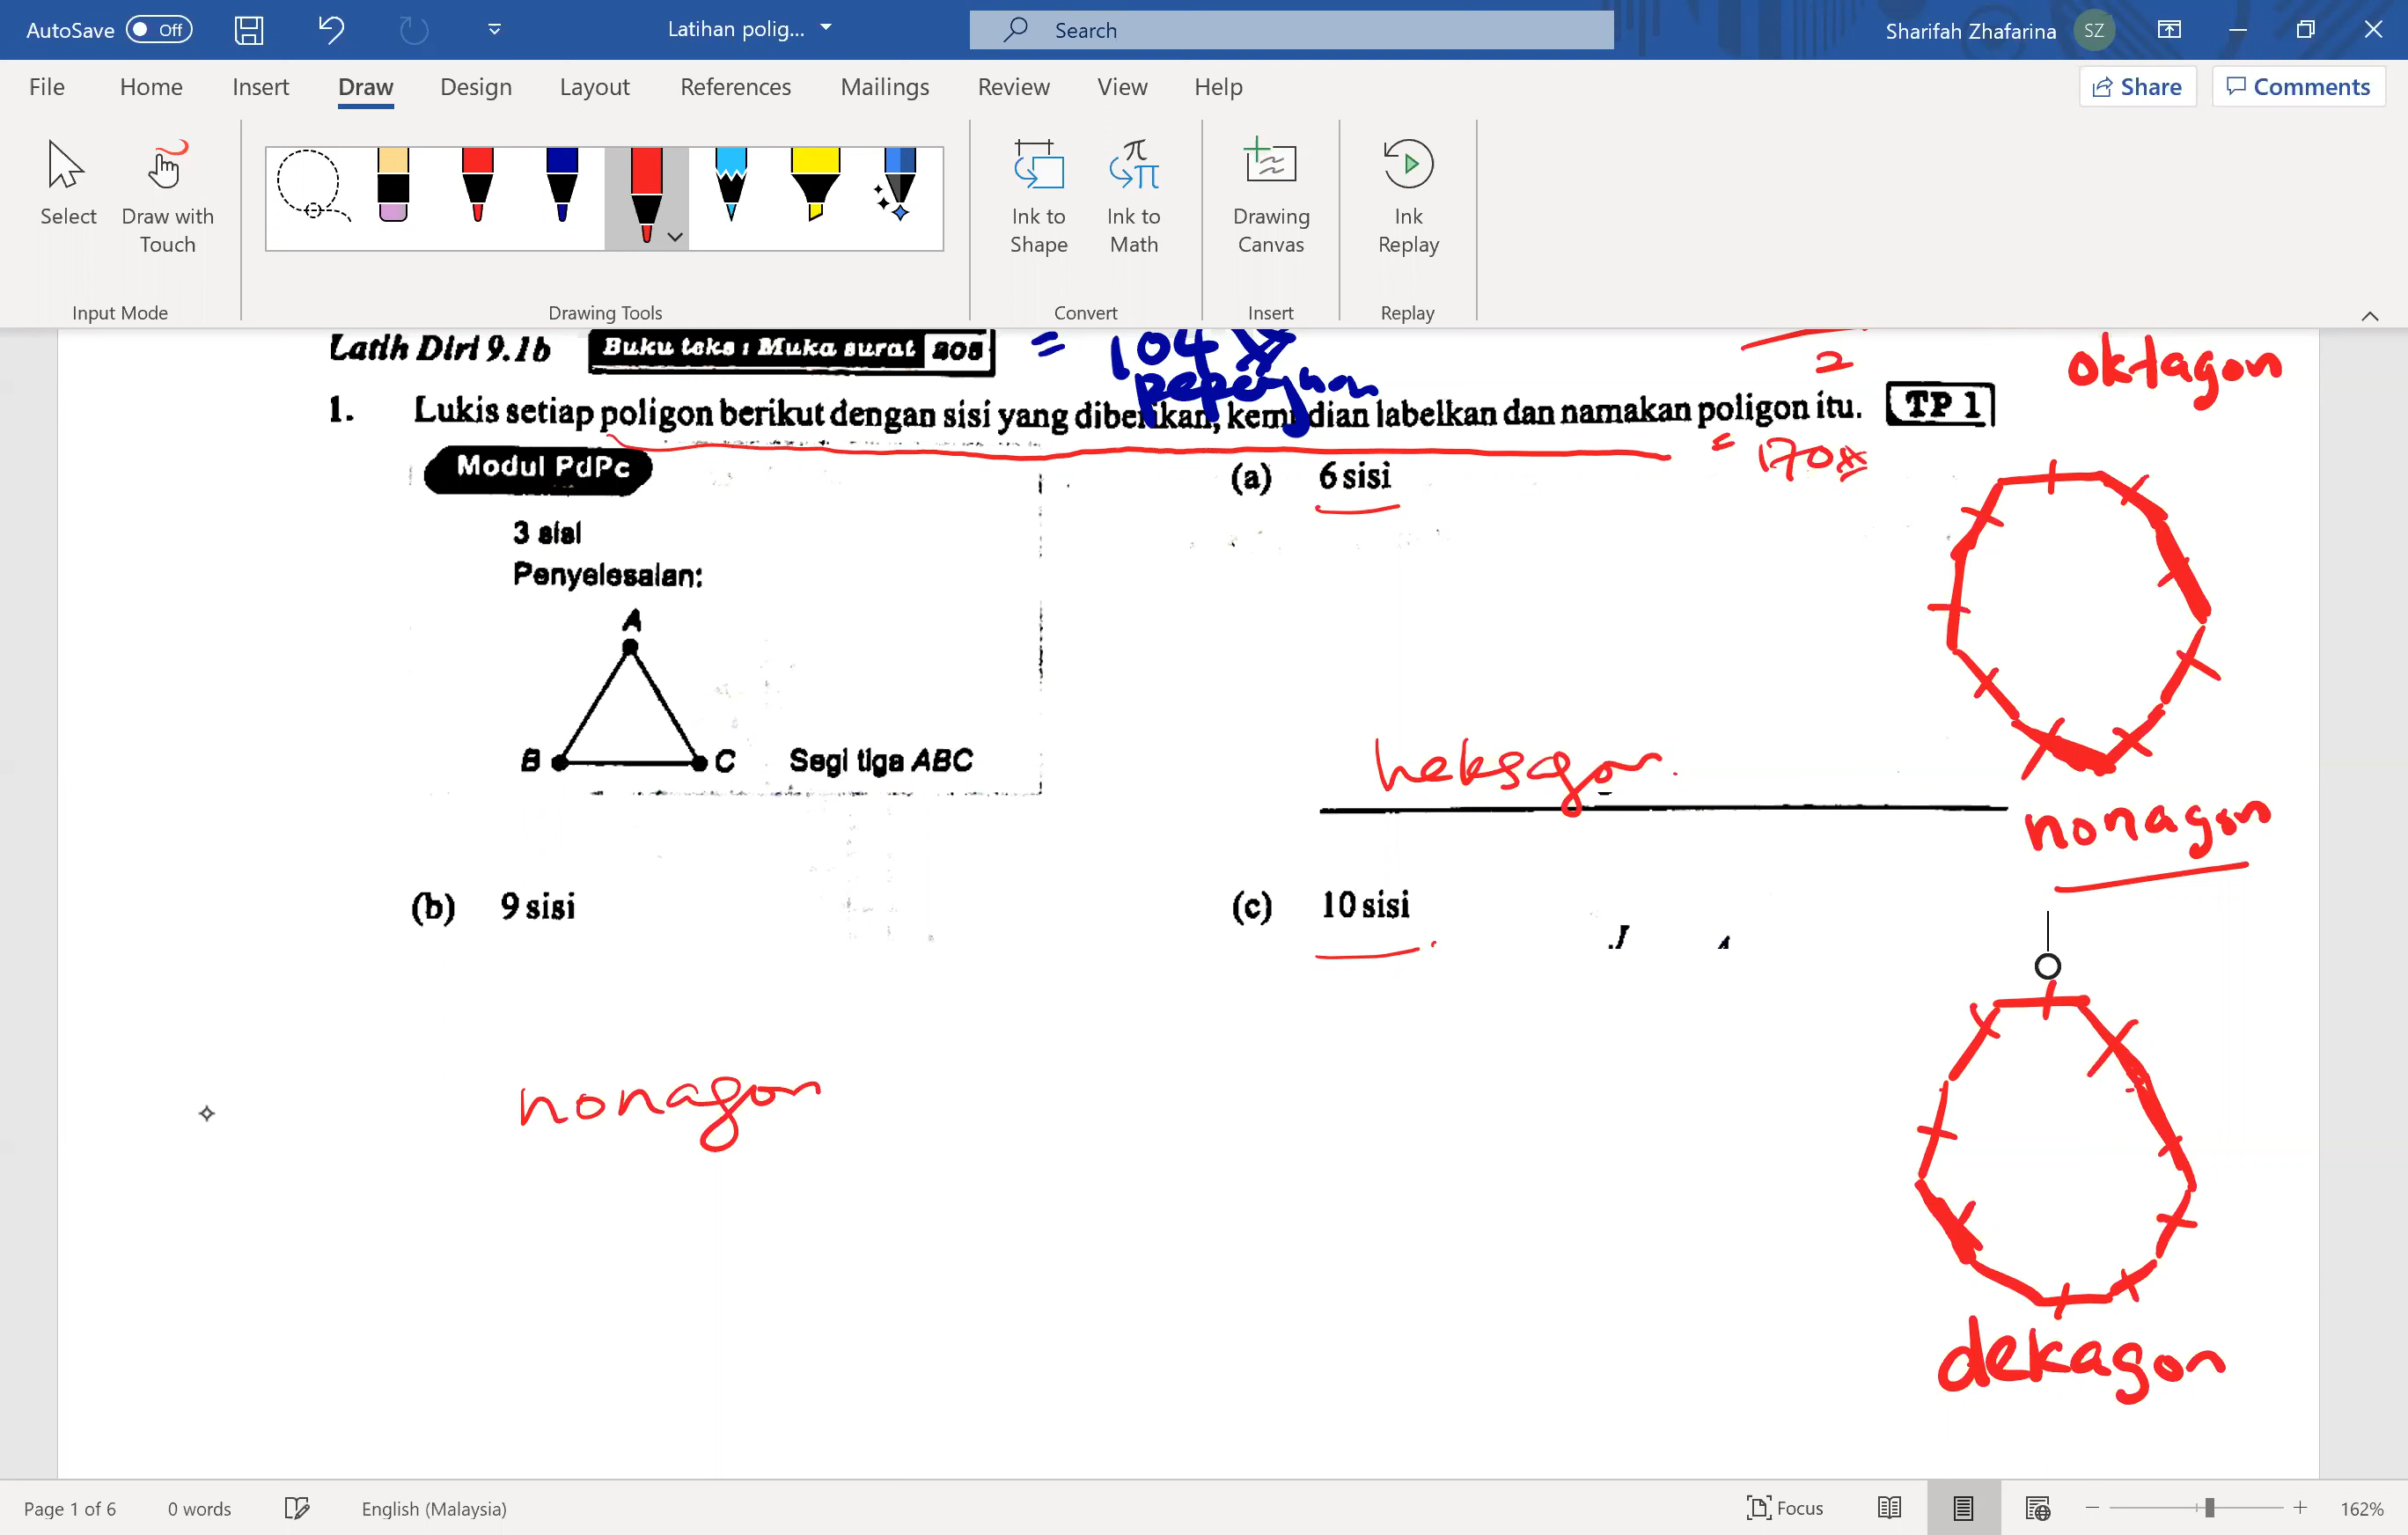 AutoSave Off Latihan polig... Search Sharifah Zhafarina SZ
File Home Insert Draw Design Layout References Mailings Review View Help Share Comments
Select Draw with Touch Ink to Shape Ink to Math Drawing Canvas Ink Replay
Input Mode Drawing Tools Convert Insert Replay
Latih Diri 9.1b Buku teks : Muka surat 205 = 104 2 oktagon
pepenjuru
1. Lukis setiap poligon berikut dengan sisi yang diberikan, kemudian labelkan dan namakan poligon itu. TP 1
= 170
Modul PdPc (a) 6 sisi
3 sisi
Penyelesaian:
A
B C Segi tiga ABC
heksagon.
nonagon
(b) 9 sisi (c) 10 sisi
J A
nonagon
dekagon
Page 1 of 6 0 words English (Malaysia) Focus 162%